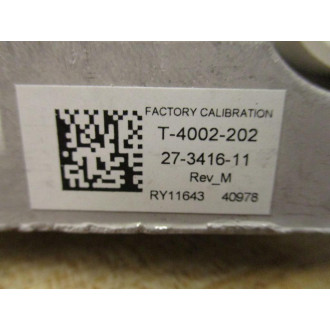 FACTORY CALIBRATION
T-4002-202
27-3416-11
Rev_M
RY11643 40978